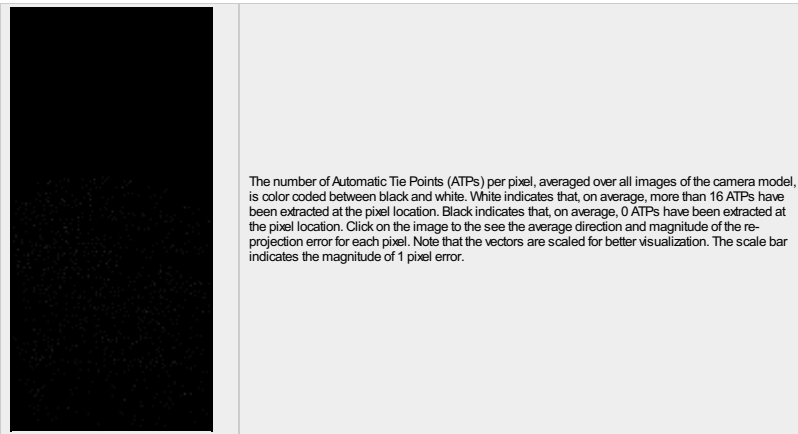 The number of Automatic Tie Points (ATPs) per pixel, averaged over all images of the camera model,
is color coded between black and white. White indicates that, on average, more than 16 ATPs have
been extracted at the pixel location. Black indicates that, on average, 0 ATPs have been extracted at
the pixel location. Click on the image to the see the average direction and magnitude of the re-
projection error for each pixel. Note that the vectors are scaled for better visualization. The scale bar
indicates the magnitude of 1 pixel error.